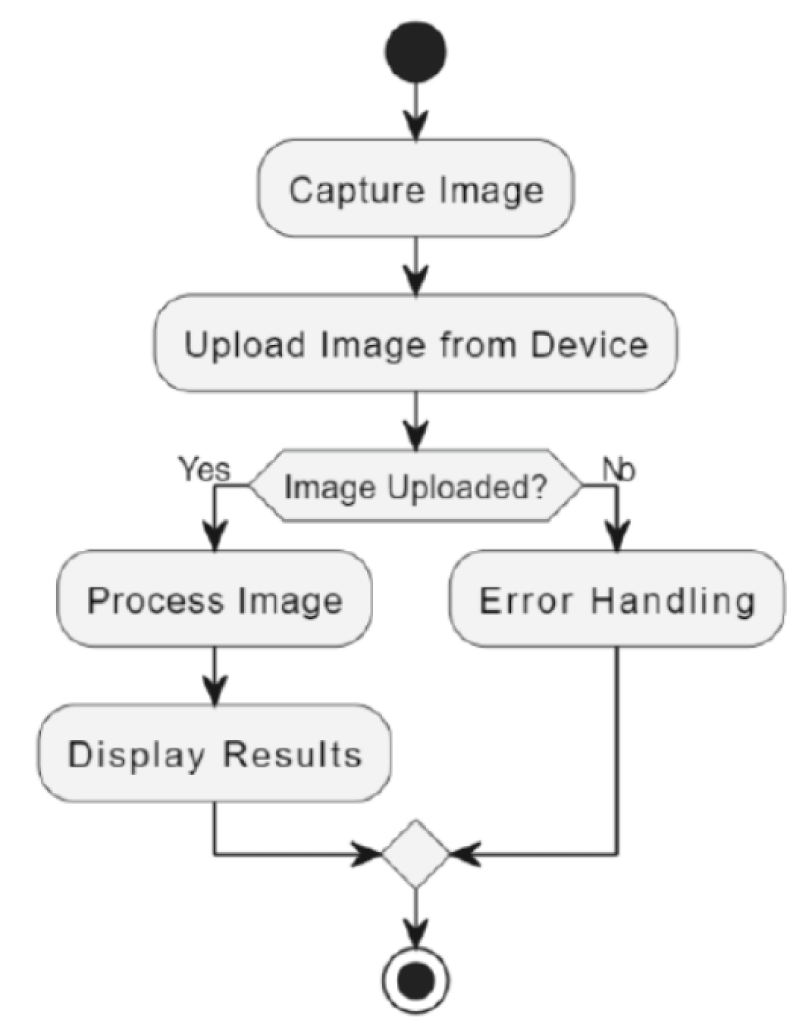 Capture Image
Upload Image from Device
Image Uploaded?
Yes
No
Process Image
Error Handling
Display Results